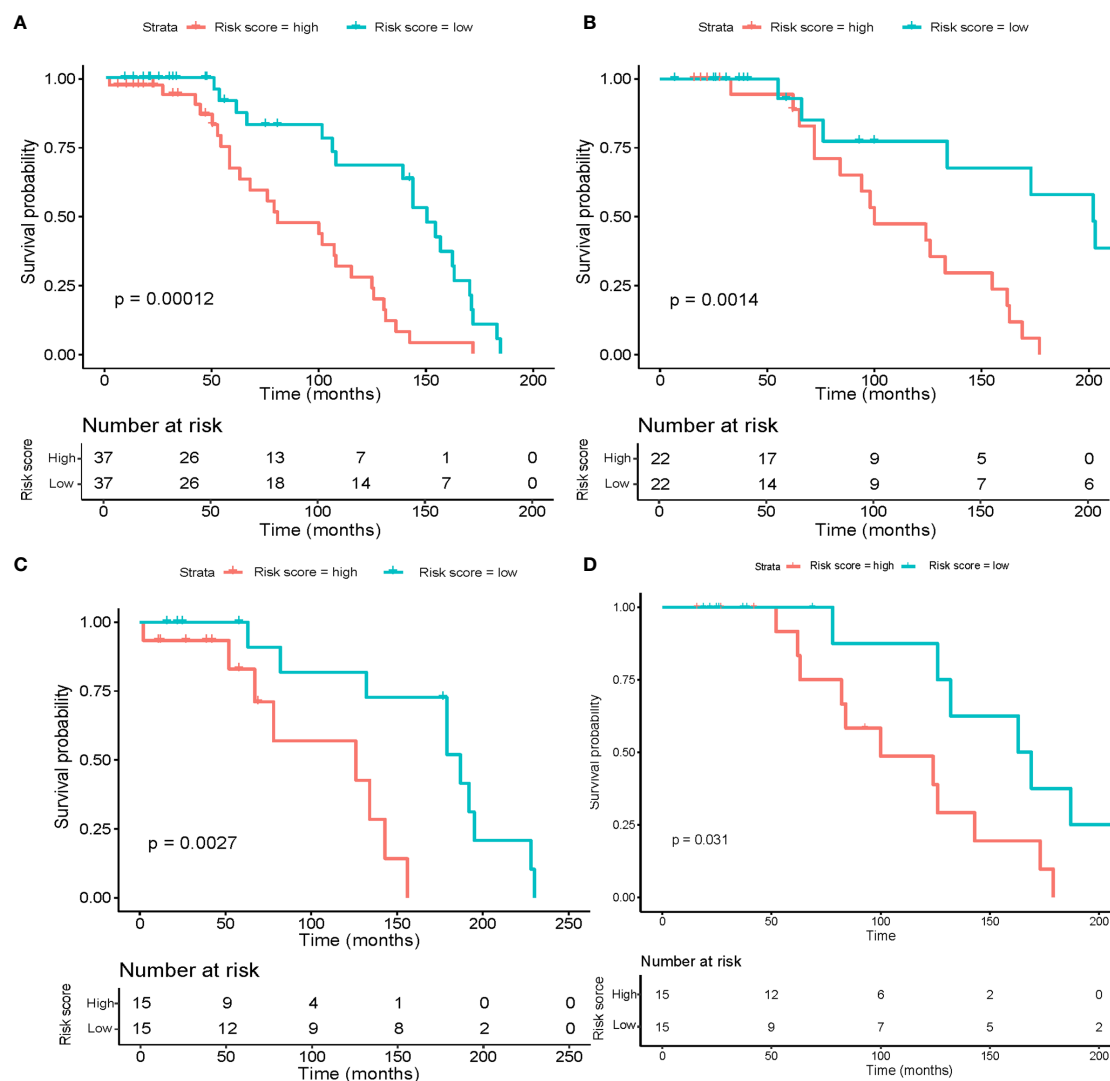 A
Strata Risk score = high Risk score = low
1.00
0.75
0.50
0.25
0.00
Survival probability
p = 0.00012
0 50 100 150 200
Time (months)
Number at risk
Risk score
High 37 26 13 7 1 0
Low 37 26 18 14 7 0
0 50 100 150 200
Time (months)
B
Strata Risk score = high Risk score = low
1.00
0.75
0.50
0.25
0.00
Survival probability
p = 0.0014
0 50 100 150 200
Time (months)
Number at risk
Risk score
High 22 17 9 5 0
Low 22 14 9 7 6
0 50 100 150 200
Time (months)
C
Strata Risk score = high Risk score = low
1.00
0.75
0.50
0.25
0.00
Survival probability
p = 0.0027
0 50 100 150 200 250
Time (months)
Number at risk
Risk score
High 15 9 4 1 0 0
Low 15 12 9 8 2 0
0 50 100 150 200 250
Time (months)
D
Strata Risk score = high Risk score = low
1.00
0.75
0.50
0.25
0.00
Survival probability
p = 0.031
50 100 150 200
Time
Number at risk
Risk sorce
High 15 12 6 2 0
Low 15 9 7 5 2
0 50 100 150 200
Time (months)